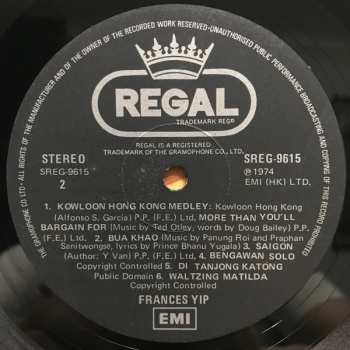 ALL RIGHTS OF THE MANUFACTURER AND OF THE OWNER OF THE RECORDED WORK RESERVED-UNAUTHORISED PUBLIC PERFORMANCE BROADCASTING AND COPYING OF THIS RECORD PROHIBITED
THE GRAMOPHONE CO. LTD.
REGAL
TRADEMARK REGD
REGAL IS A REGISTERED
TRADEMARK OF THE GRAMOPHONE CO., LTD.
STEREO
SREG-9615
2
SREG-9615
℗1974
EMI (HK) LTD.
1. KOWLOON HONG KONG MEDLEY: Kowloon Hong Kong
(Alfonso S. Garcia) P.P. (F.E.) Ltd. MORE THAN YOU'LL
BARGAIN FOR (Music by Ted Otley, words by Doug Bailey) P.P.
(F.E.) Ltd. 2. BUA KHAO (Music by Panung Roi and Praphan
Sanitwongse, lyrics by Prince Bhanu Yugala) 3. SAIGON
(Author: Y Van) P.P. (F.E.) Ltd. 4. BENGAWAN SOLO
Copyright Controlled 5. DI TANJONG KATONG
Public Domain 6. WALTZING MATILDA
Copyright Controlled
FRANCES YIP
EMI